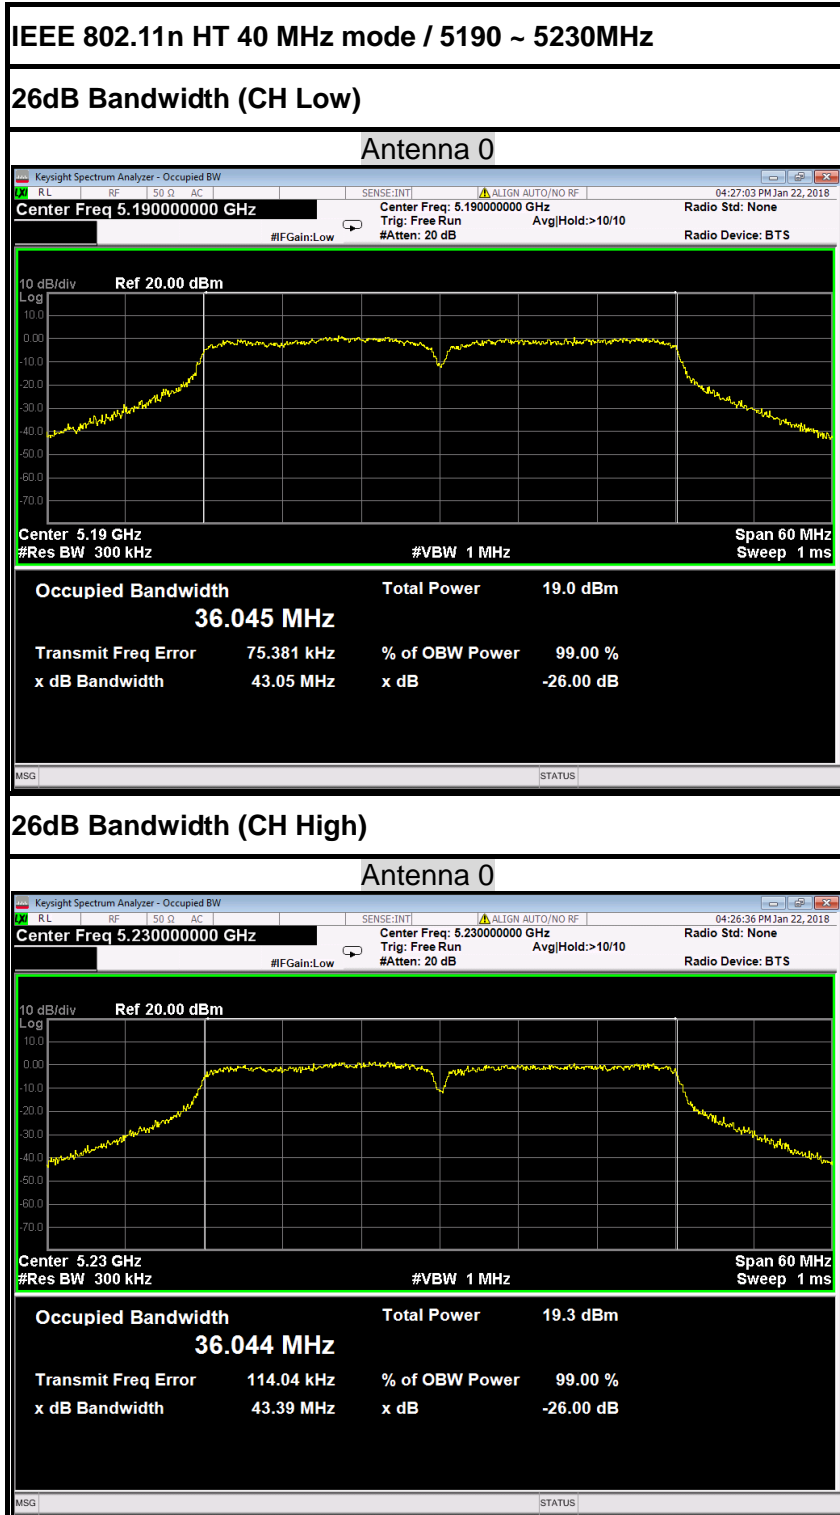 IEEE 802.11n HT 40 MHz mode / 5190 ~ 5230MHz
26dB Bandwidth (CH Low)
Antenna 0
Keysight Spectrum Analyzer - Occupied BW
LXI RL RF 50 Ω AC SENSE:INT ALIGN AUTO/NO RF 04:27:03 PM Jan 22, 2018
Center Freq 5.190000000 GHz Center Freq: 5.190000000 GHz Radio Std: None
Trig: Free Run Avg|Hold:>10/10
#IFGain:Low #Atten: 20 dB Radio Device: BTS
10 dB/div Ref 20.00 dBm
Log
10.0
0.00
-10.0
-20.0
-30.0
-40.0
-50.0
-60.0
-70.0
Center 5.19 GHz Span 60 MHz
#Res BW 300 kHz #VBW 1 MHz Sweep 1 ms
Occupied Bandwidth Total Power 19.0 dBm
36.045 MHz
Transmit Freq Error 75.381 kHz % of OBW Power 99.00 %
x dB Bandwidth 43.05 MHz x dB -26.00 dB
MSG STATUS
26dB Bandwidth (CH High)
Antenna 0
Keysight Spectrum Analyzer - Occupied BW
LXI RL RF 50 Ω AC SENSE:INT ALIGN AUTO/NO RF 04:26:36 PM Jan 22, 2018
Center Freq 5.230000000 GHz Center Freq: 5.230000000 GHz Radio Std: None
Trig: Free Run Avg|Hold:>10/10
#IFGain:Low #Atten: 20 dB Radio Device: BTS
10 dB/div Ref 20.00 dBm
Log
10.0
0.00
-10.0
-20.0
-30.0
-40.0
-50.0
-60.0
-70.0
Center 5.23 GHz Span 60 MHz
#Res BW 300 kHz #VBW 1 MHz Sweep 1 ms
Occupied Bandwidth Total Power 19.3 dBm
36.044 MHz
Transmit Freq Error 114.04 kHz % of OBW Power 99.00 %
x dB Bandwidth 43.39 MHz x dB -26.00 dB
MSG STATUS